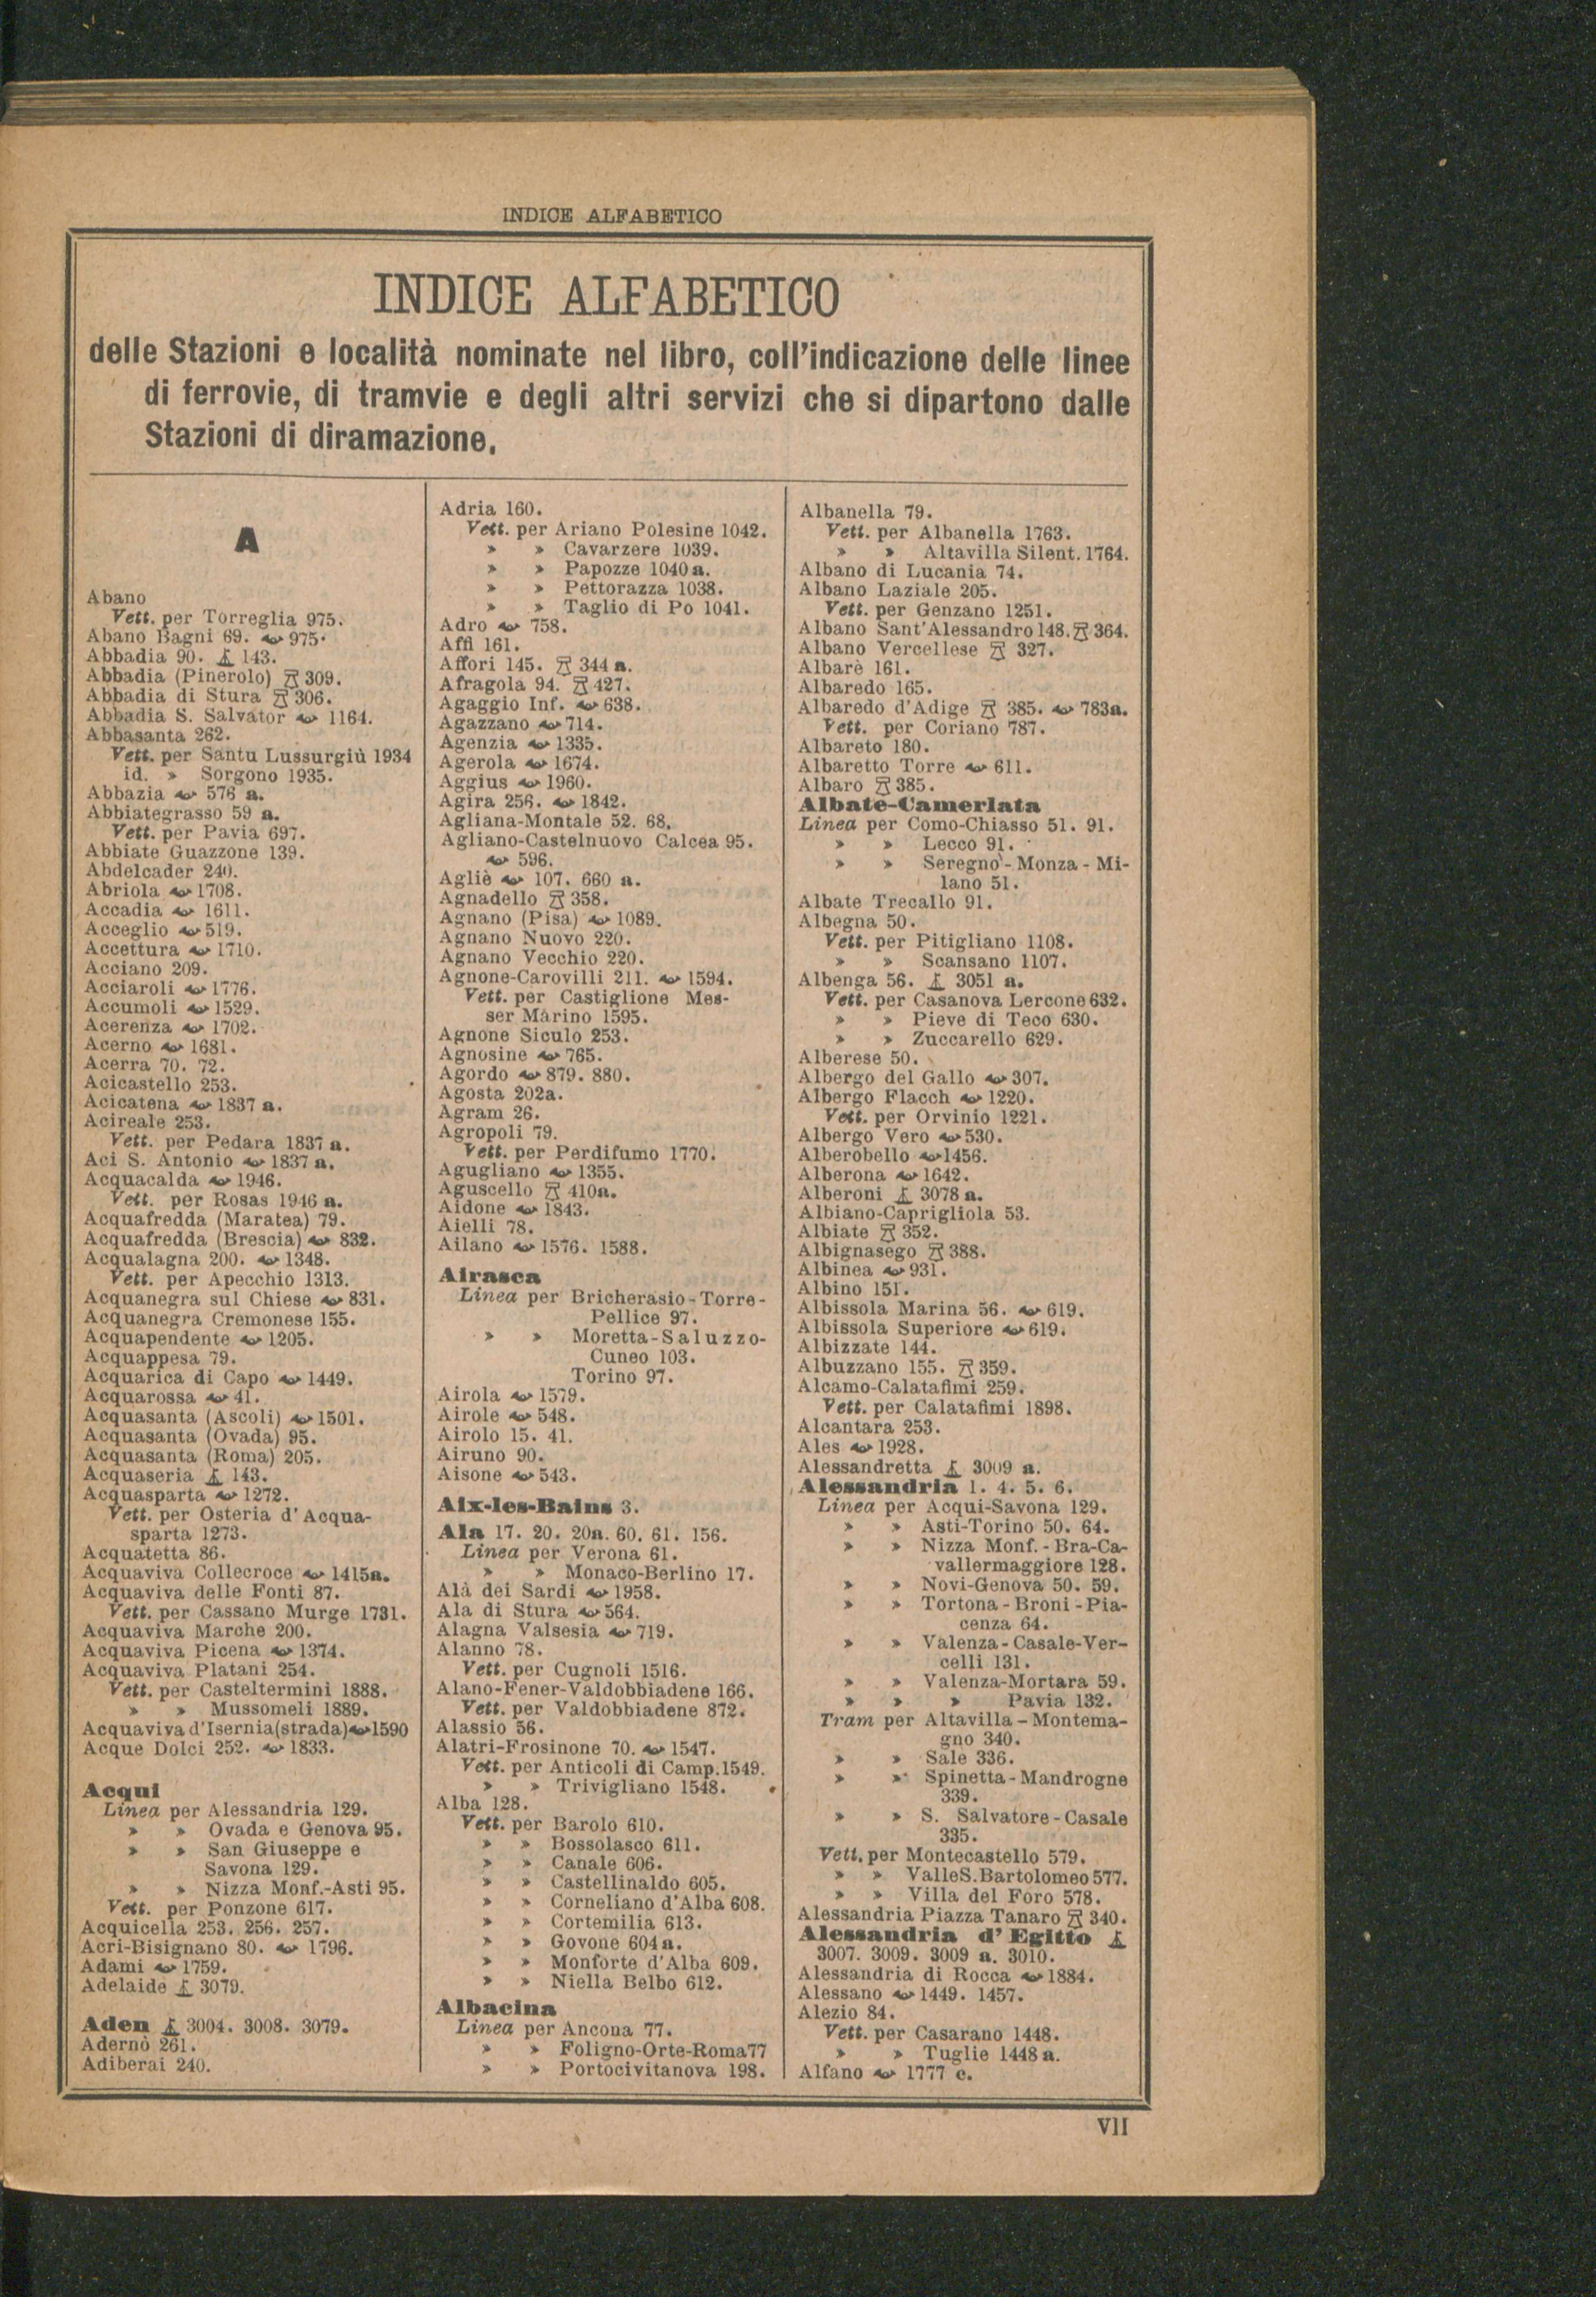 INDICE ALFABETICO
INDICE ALFABETICO
delle Stazioni e località nominate nel libro, coll'indicazione delle linee
di ferrovie, di tramvie e degli altri servizi che si dipartono dalle
Stazioni di diramazione.
A
Abano
Vett. per Torreglia 975.
Abano Bagni 69. 975.
Abbadia 90. 143.
Abbadia (Pinerolo) 309.
Abbadia di Stura 306.
Abbadia S. Salvator 1164.
Abbasanta 262.
Vett. per Santu Lussurgiù 1934
id. » Sorgono 1935.
Abbazia 576 a.
Abbiategrasso 59 a.
Vett. per Pavia 697.
Abbiate Guazzone 139.
Abdelcader 240.
Abriola 1708.
Accadia 1611.
Acceglio 519.
Accettura 1710.
Acciano 209.
Acciaroli 1776.
Accumoli 1529.
Acerenza 1702.
Acerno 1681.
Acerra 70. 72.
Acicastello 253.
Acicatena 1837 a.
Acireale 253.
Vett. per Pedara 1837 a.
Aci S. Antonio 1837 a.
Acquacalda 1946.
Vett. per Rosas 1946 a.
Acquafredda (Maratea) 79.
Acquafredda (Brescia) 832.
Acqualagna 200. 1348.
Vett. per Apecchio 1313.
Acquanegra sul Chiese 831.
Acquanegra Cremonese 155.
Acquapendente 1205.
Acquappesa 79.
Acquarica di Capo 1449.
Acquarossa 41.
Acquasanta (Ascoli) 1501.
Acquasanta (Ovada) 95.
Acquasanta (Roma) 205.
Acquaseria 143.
Acquasparta 1272.
Vett. per Osteria d'Acqua-
sparta 1273.
Acquatetta 86.
Acquaviva Collecroce 1415a.
Acquaviva delle Fonti 87.
Vett. per Cassano Murge 1731.
Acquaviva Marche 200.
Acquaviva Picena 1374.
Acquaviva Platani 254.
Vett. per Casteltermini 1888.
» » Mussomeli 1889.
Acquaviva d'Isernia(strada) 1590
Acque Dolci 252. 1833.
Acqui
Linea per Alessandria 129.
» » Ovada e Genova 95.
» » San Giuseppe e
Savona 129.
» » Nizza Monf.-Asti 95.
Vett. per Ponzone 617.
Acquicella 253. 256. 257.
Acri-Bisignano 80. 1796.
Adami 1759.
Adelaide 3079.
Aden 3004. 3008. 3079.
Adernò 261.
Adiberai 240.
Adria 160.
Vett. per Ariano Polesine 1042.
» » Cavarzere 1039.
» » Papozze 1040 a.
» » Pettorazza 1038.
» » Taglio di Po 1041.
Adro 758.
Affi 161.
Affori 145. 344 a.
Afragola 94. 427.
Agaggio Inf. 638.
Agazzano 714.
Agenzia 1335.
Agerola 1674.
Aggius 1960.
Agira 256. 1842.
Agliana-Montale 52. 68.
Agliano-Castelnuovo Calcea 95.
596.
Agliè 107. 660 a.
Agnadello 358.
Agnano (Pisa) 1089.
Agnano Nuovo 220.
Agnano Vecchio 220.
Agnone-Carovilli 211. 1594.
Vett. per Castiglione Mes-
ser Marino 1595.
Agnone Siculo 253.
Agnosine 765.
Agordo 879. 880.
Agosta 202a.
Agram 26.
Agropoli 79.
Vett. per Perdifumo 1770.
Agugliano 1355.
Aguscello 410a.
Aidone 1843.
Aielli 78.
Ailano 1576. 1588.
Airasca
Linea per Bricherasio-Torre-
Pellice 97.
» » Moretta-Saluzzo-
Cuneo 103.
Torino 97.
Airola 1579.
Airole 548.
Airolo 15. 41.
Airuno 90.
Aisone 543.
Aix-les-Bains 3.
Ala 17. 20. 20a. 60. 61. 156.
Linea per Verona 61.
» » Monaco-Berlino 17.
Alà dei Sardi 1958.
Ala di Stura 564.
Alagna Valsesia 719.
Alanno 78.
Vett. per Cugnoli 1516.
Alano-Fener-Valdobbiadene 166.
Vett. per Valdobbiadene 872.
Alassio 56.
Alatri-Frosinone 70. 1547.
Vett. per Anticoli di Camp.1549.
» » Trivigliano 1548.
Alba 128.
Vett. per Barolo 610.
» » Bossolasco 611.
» » Canale 606.
» » Castellinaldo 605.
» » Corneliano d'Alba 608.
» » Cortemilia 613.
» » Govone 604 a.
» » Monforte d'Alba 609.
» » Niella Belbo 612.
Albacina
Linea per Ancona 77.
» » Foligno-Orte-Roma77
» » Portocivitanova 198.
Albanella 79.
Vett. per Albanella 1763.
» » Altavilla Silent. 1764.
Albano di Lucania 74.
Albano Laziale 205.
Vett. per Genzano 1251.
Albano Sant'Alessandro 148. 364.
Albano Vercellese 327.
Albarè 161.
Albaredo 165.
Albaredo d'Adige 385. 783a.
Vett. per Coriano 787.
Albareto 180.
Albaretto Torre 611.
Albaro 385.
Albate-Camerlata
Linea per Como-Chiasso 51. 91.
» » Lecco 91.
» » Seregno-Monza-Mi-
lano 51.
Albate Trecallo 91.
Albegna 50.
Vett. per Pitigliano 1108.
» » Scansano 1107.
Albenga 56. 3051 a.
Vett. per Casanova Lercone 632.
» » Pieve di Teco 630.
» » Zuccarello 629.
Alberese 50.
Albergo del Gallo 307.
Albergo Flacch 1220.
Vett. per Orvinio 1221.
Albergo Vero 530.
Alberobello 1456.
Alberona 1642.
Alberoni 3078 a.
Albiano-Caprigliola 53.
Albiate 352.
Albignasego 388.
Albinea 931.
Albino 151.
Albissola Marina 56. 619.
Albissola Superiore 619.
Albizzate 144.
Albuzzano 155. 359.
Alcamo-Calatafimi 259.
Vett. per Calatafimi 1898.
Alcantara 253.
Ales 1928.
Alessandretta 3009 a.
Alessandria 1. 4. 5. 6.
Linea per Acqui-Savona 129.
» » Asti-Torino 50. 64.
» » Nizza Monf.-Bra-Ca-
vallermaggiore 128.
» » Novi-Genova 50. 59.
» » Tortona-Broni-Pia-
cenza 64.
» » Valenza-Casale-Ver-
celli 131.
» » Valenza-Mortara 59.
» » » Pavia 132.
Tram per Altavilla-Montema-
gno 340.
» » Sale 336.
» » Spinetta-Mandrogne
339.
» » S. Salvatore-Casale
335.
Vett. per Montecastello 579.
» » ValleS.Bartolomeo577.
» » Villa del Foro 578.
Alessandria Piazza Tanaro 340.
Alessandria d'Egitto
3007. 3009. 3009 a. 3010.
Alessandria di Rocca 1884.
Alessano 1449. 1457.
Alezio 84.
Vett. per Casarano 1448.
» » Tuglie 1448 a.
Alfano 1777 c.
VII